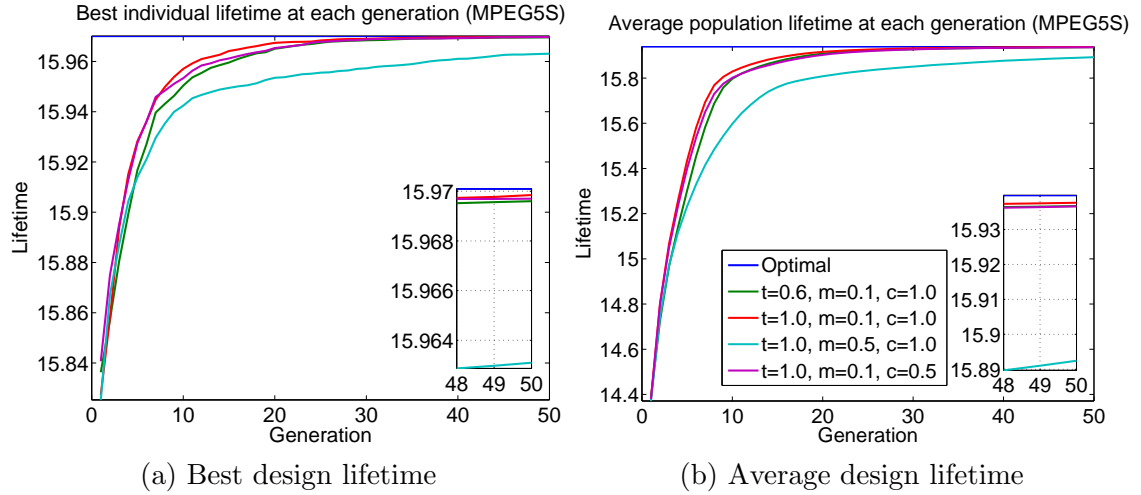 Best individual lifetime at each generation (MPEG5S)
15.96
15.94
15.92
15.9
15.88
15.86
15.84
Lifetime
15.97
15.968
15.966
15.964
48 49 50
0 10 20 30 40 50
Generation
(a) Best design lifetime
Average population lifetime at each generation (MPEG5S)
15.8
15.6
15.4
15.2
15
14.8
14.6
14.4
Lifetime
Optimal
t=0.6, m=0.1, c=1.0
t=1.0, m=0.1, c=1.0
t=1.0, m=0.5, c=1.0
t=1.0, m=0.1, c=0.5
15.93
15.92
15.91
15.9
15.89
48 49 50
0 10 20 30 40 50
Generation
(b) Average design lifetime